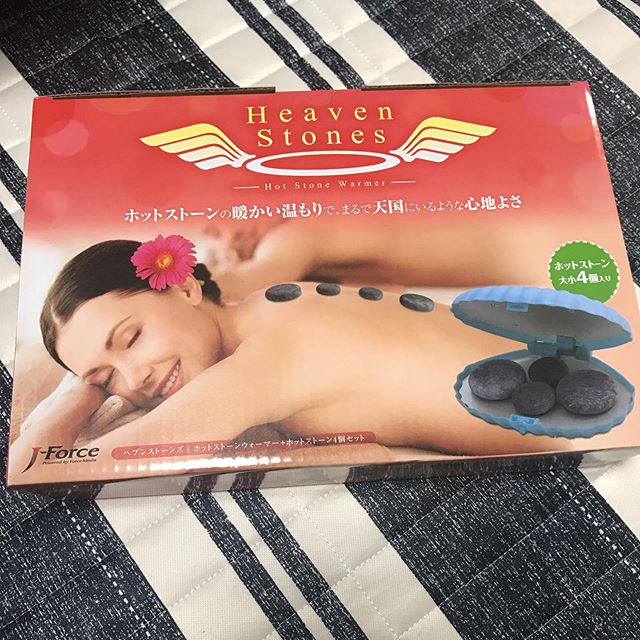 Heaven
Stones
Hot Stone Warmer
ホットストーンの暖かい温もりで、まるで天国にいるような心地よさ
ホットストーン
大小4個入り
J-Force
Powered by Force Media
ヘブンストーンズ | ホットストーンウォーマー+ホットストーン4個セット